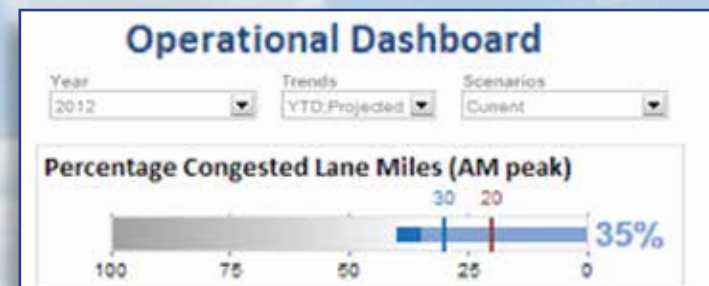 Operational Dashboard
Year Trends Scenarios
2012 YTD;Projected Current
Percentage Congested Lane Miles (AM peak)
30 20
35%
100 75 50 25 0